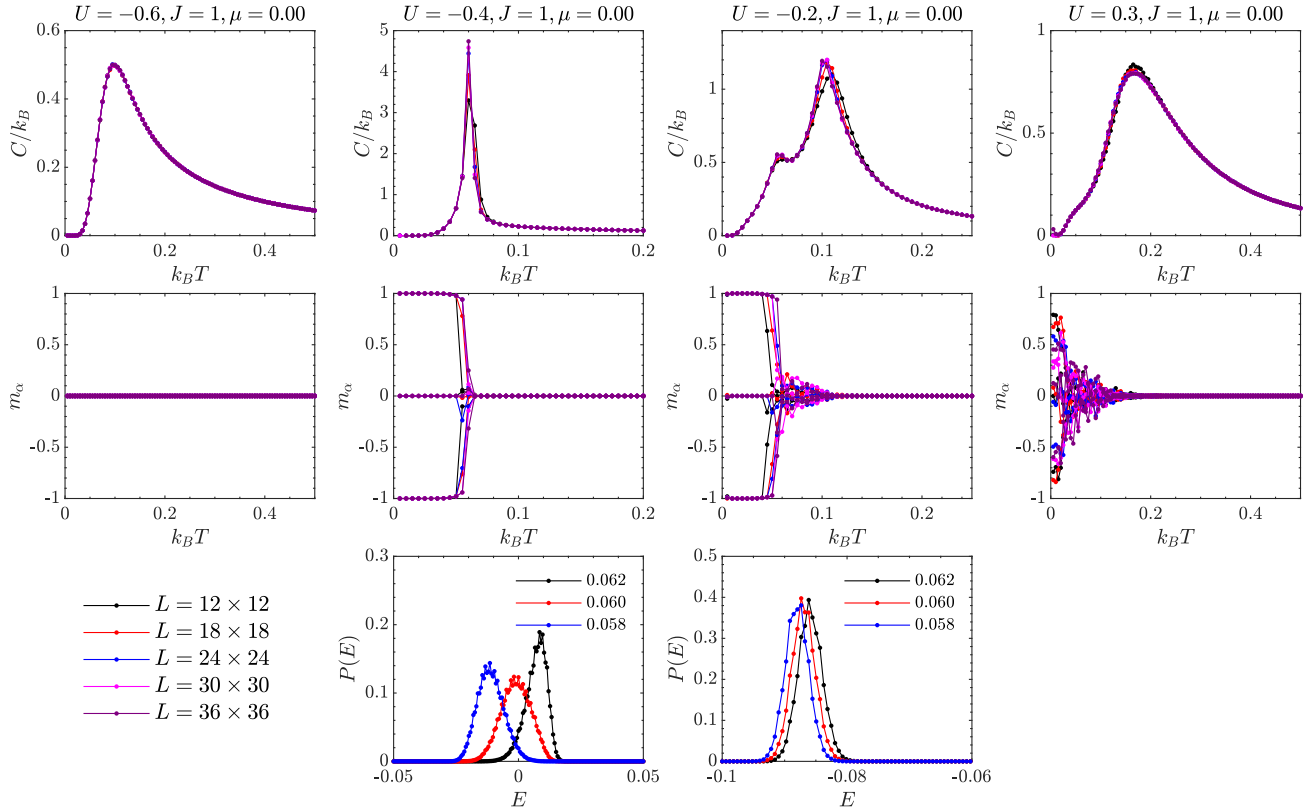 U = −0.6, J = 1, μ = 0.00
U = −0.4, J = 1, μ = 0.00
U = −0.2, J = 1, μ = 0.00
U = 0.3, J = 1, μ = 0.00
C/k_B
0.6
0.4
0.2
0
0 0.2 0.4
k_BT
C/k_B
5
4
3
2
1
0
0 0.1 0.2
k_BT
C/k_B
1.0
0.5
0
0 0.1 0.2
k_BT
C/k_B
1
0.5
0
0 0.2 0.4
k_BT
m_α
1
0.5
0
-0.5
-1
0 0.2 0.4
k_BT
m_α
1
0.5
0
-0.5
-1
0 0.1 0.2
k_BT
m_α
1
0.5
0
-0.5
-1
0 0.1 0.2
k_BT
m_α
1
0.5
0
-0.5
-1
0 0.2 0.4
k_BT
L = 12 × 12
L = 18 × 18
L = 24 × 24
L = 30 × 30
L = 36 × 36
P(E)
0.3
0.2
0.1
0
0.062
0.060
0.058
-0.05 0 0.05
E
P(E)
0.5
0.4
0.3
0.2
0.1
0
0.062
0.060
0.058
-0.1 -0.08 -0.06
E